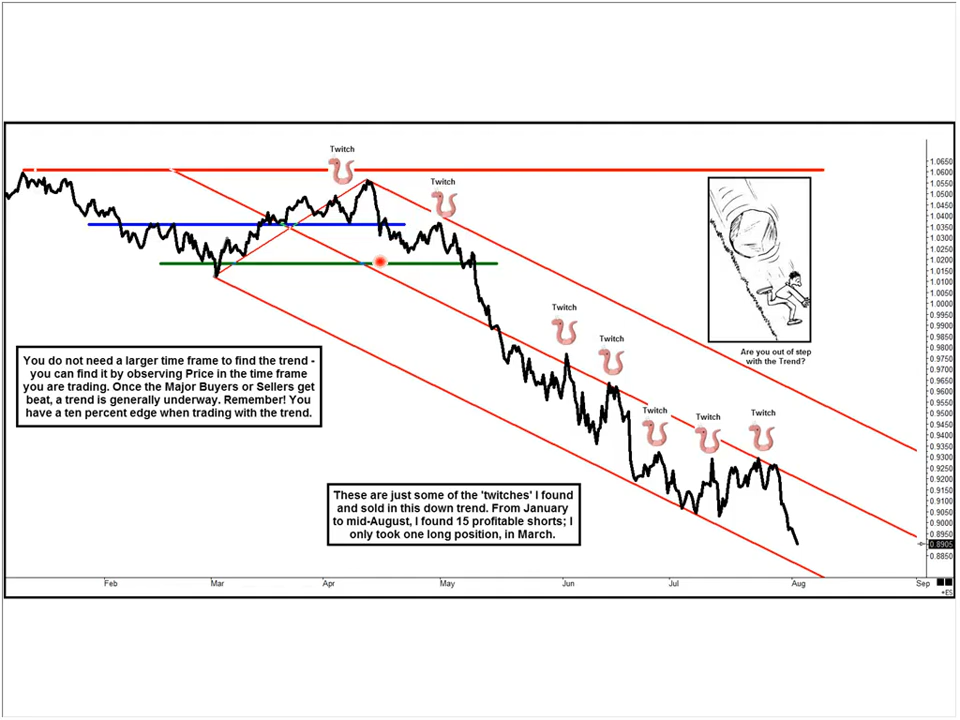 Twitch
Twitch
Twitch
Twitch
Twitch
Twitch
Twitch
1.0650
1.0600
1.0550
1.0500
1.0450
1.0400
1.0350
1.0300
1.0250
1.0200
1.0150
1.0100
1.0050
1.0000
0.9950
0.9900
0.9850
0.9800
0.9750
0.9700
0.9650
0.9600
0.9550
0.9500
0.9450
0.9400
0.9350
0.9300
0.9250
0.9200
0.9150
0.9100
0.9050
0.9000
0.8950
0.8905
0.8850
Are you out of step
with the Trend?
You do not need a larger time frame to find the trend -
you can find it by observing Price in the time frame
you are trading. Once the Major Buyers or Sellers get
beat, a trend is generally underway. Remember! You
have a ten percent edge when trading with the trend.
These are just some of the 'twitches' I found
and sold in this down trend. From January
to mid-August, I found 15 profitable shorts; I
only took one long position, in March.
Feb Mar Apr May Jun Jul Aug Sep
+ES